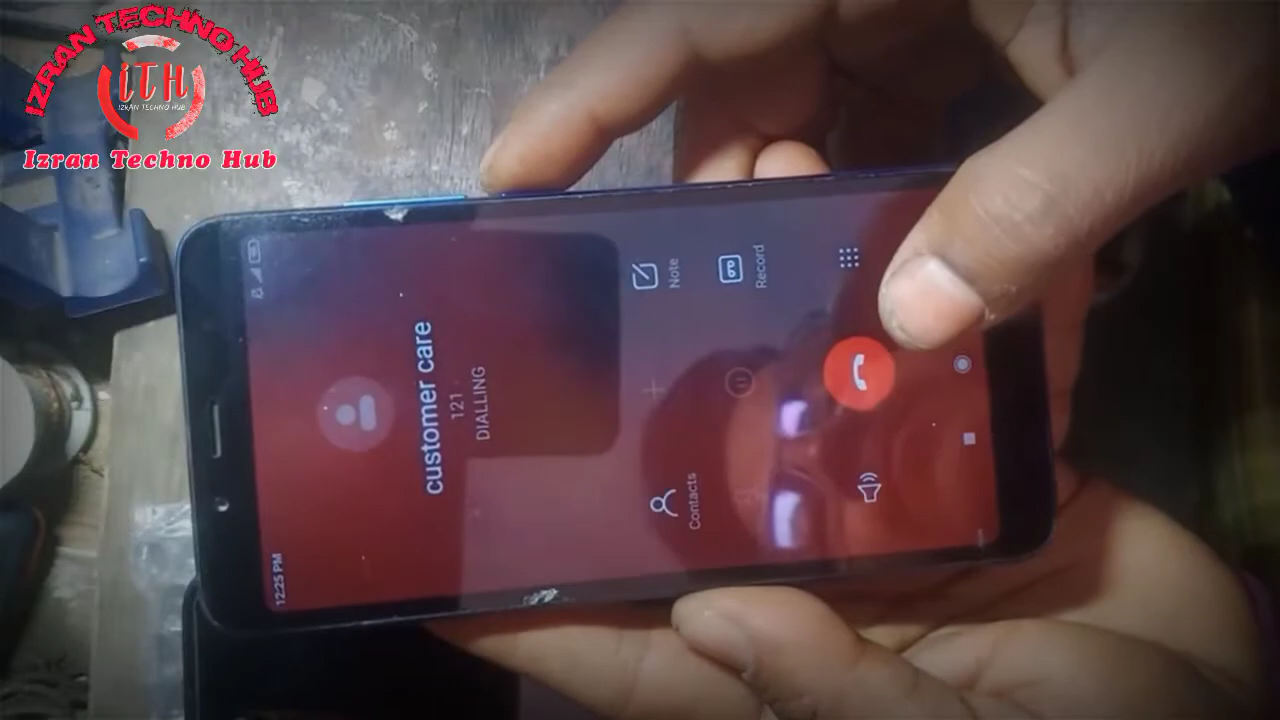 IZRAN TECHNO HUB
iTH
IZRAN TECHNO HUB
Izran Techno Hub
12:25 PM
customer care
121
DIALLING
Note
Record
Contacts